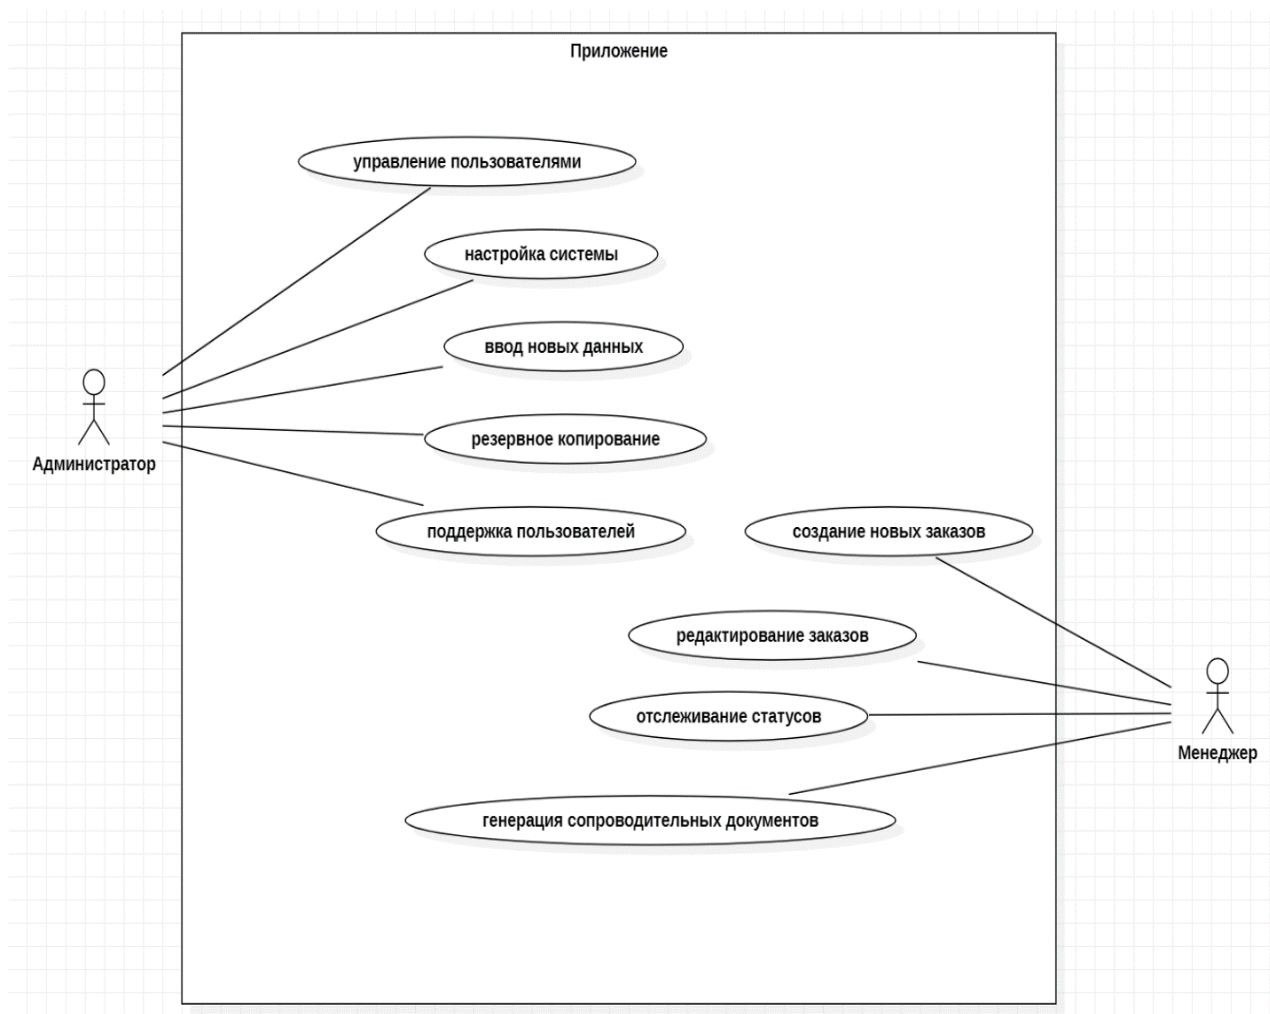 Приложение
управление пользователями
настройка системы
ввод новых данных
резервное копирование
Администратор
поддержка пользователей
создание новых заказов
редактирование заказов
отслеживание статусов
Менеджер
генерация сопроводительных документов